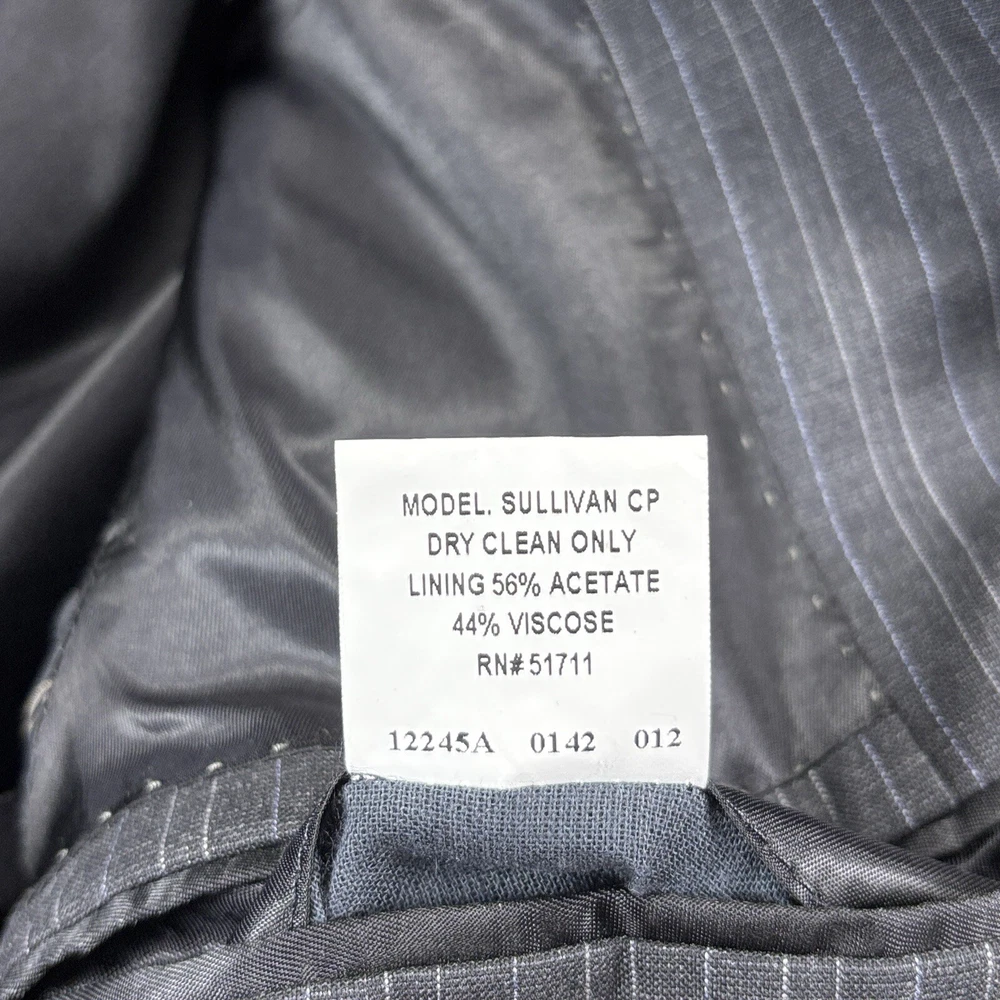 MODEL. SULLIVAN CP
DRY CLEAN ONLY
LINING 56% ACETATE
44% VISCOSE
RN# 51711
12245A 0142 012